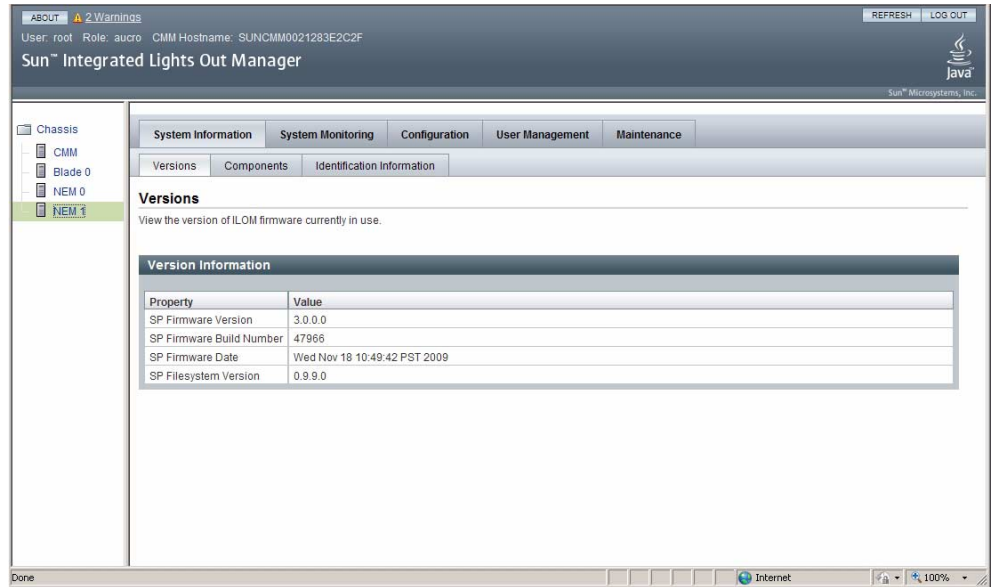 ABOUT 2 Warnings REFRESH LOG OUT
User: root Role: aucro CMM Hostname: SUNCMM0021283E2C2F
Sun™ Integrated Lights Out Manager
Java™
Sun™ Microsystems, Inc.
Chassis
CMM
Blade 0
NEM 0
NEM 1
System Information System Monitoring Configuration User Management Maintenance
Versions Components Identification Information
Versions
View the version of ILOM firmware currently in use.
Version Information
Property Value
SP Firmware Version 3.0.0.0
SP Firmware Build Number 47966
SP Firmware Date Wed Nov 18 10:49:42 PST 2009
SP Filesystem Version 0.9.9.0
Done Internet 100%